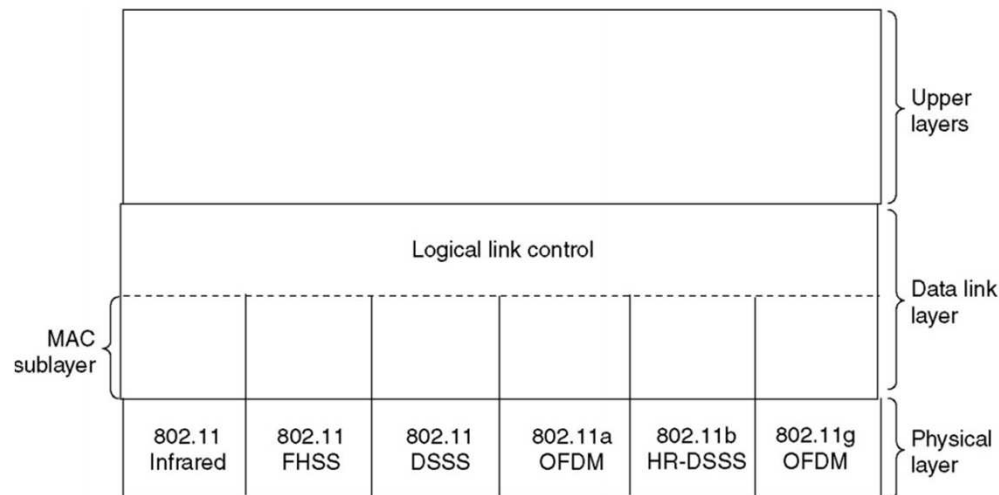 Upper
layers
Logical link control
Data link
layer
MAC
sublayer
802.11
Infrared
802.11
FHSS
802.11
DSSS
802.11a
OFDM
802.11b
HR-DSSS
802.11g
OFDM
Physical
layer